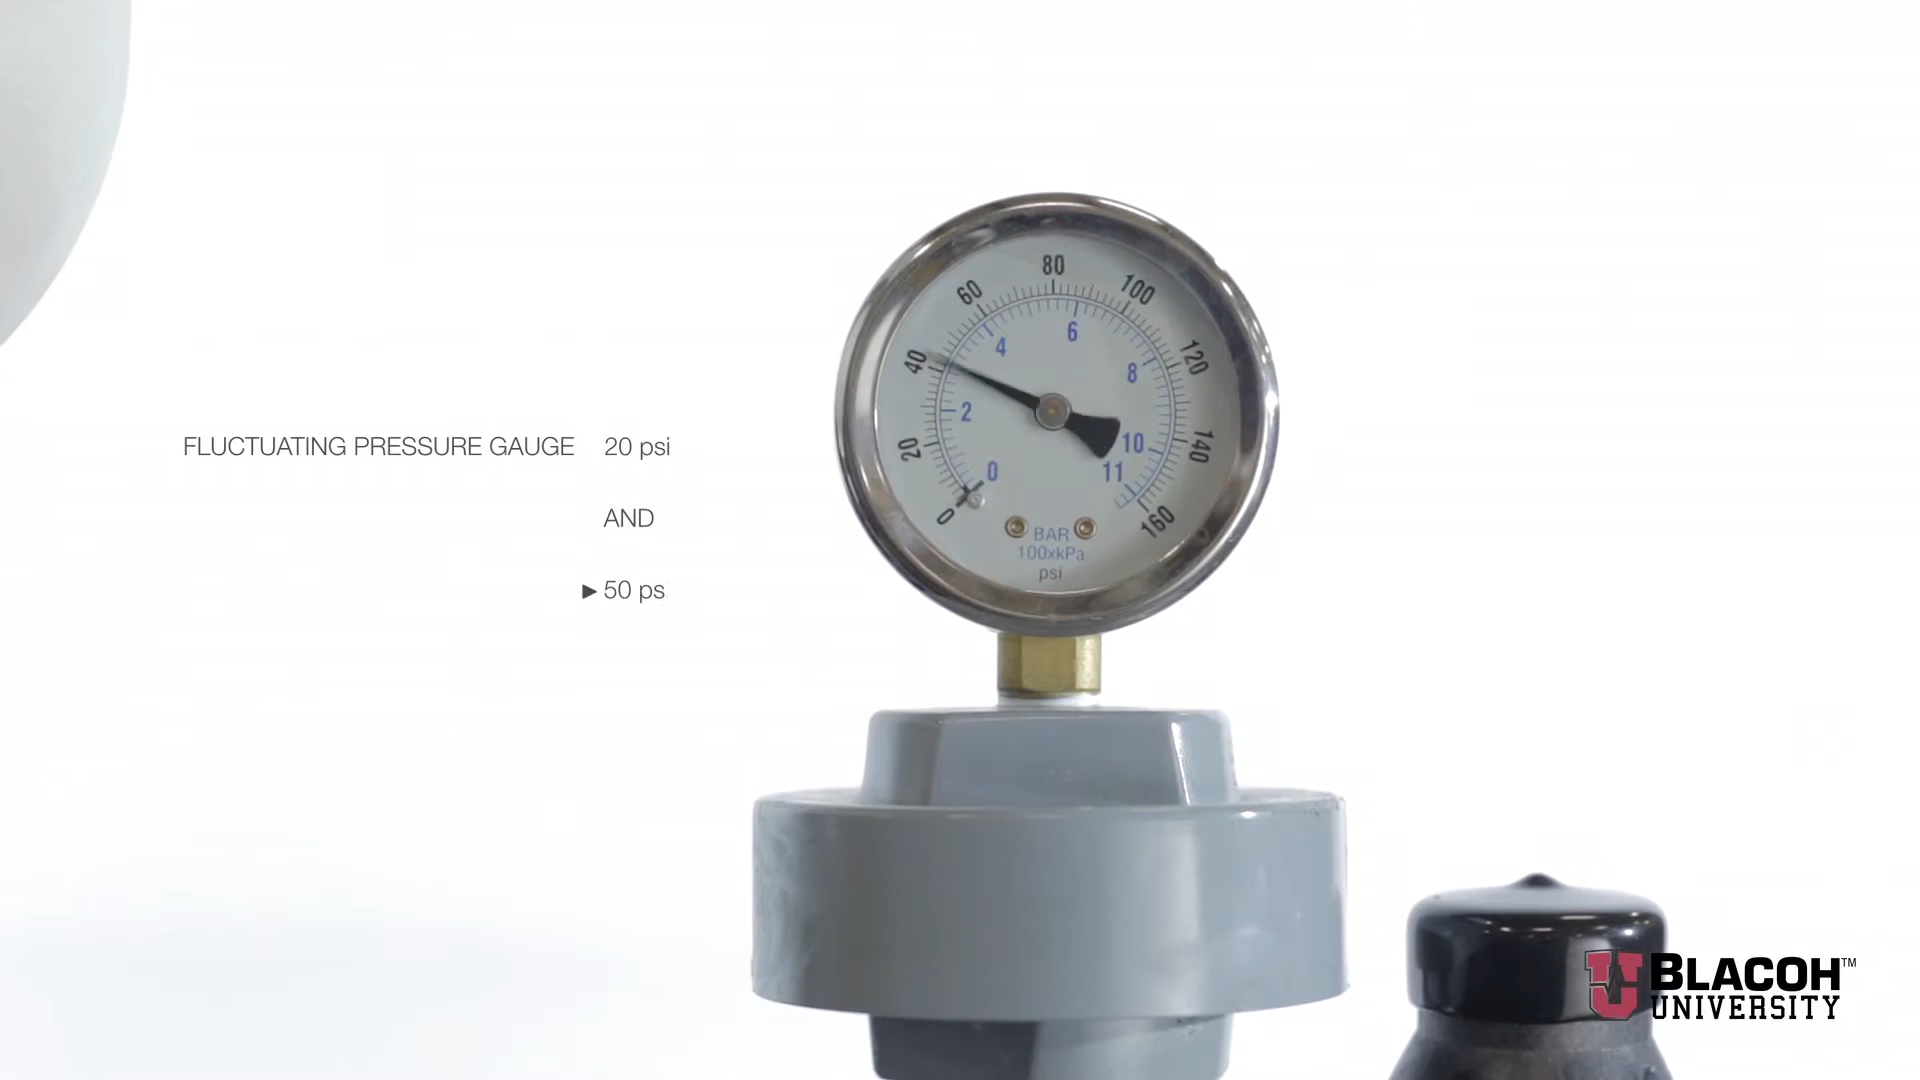 FLUCTUATING PRESSURE GAUGE 20 psi
AND
►50 ps
80
60
100
40
120
20
140
0
160
6
4
8
2
10
0
11
BAR
100xkPa
psi
BLACOH™
UNIVERSITY